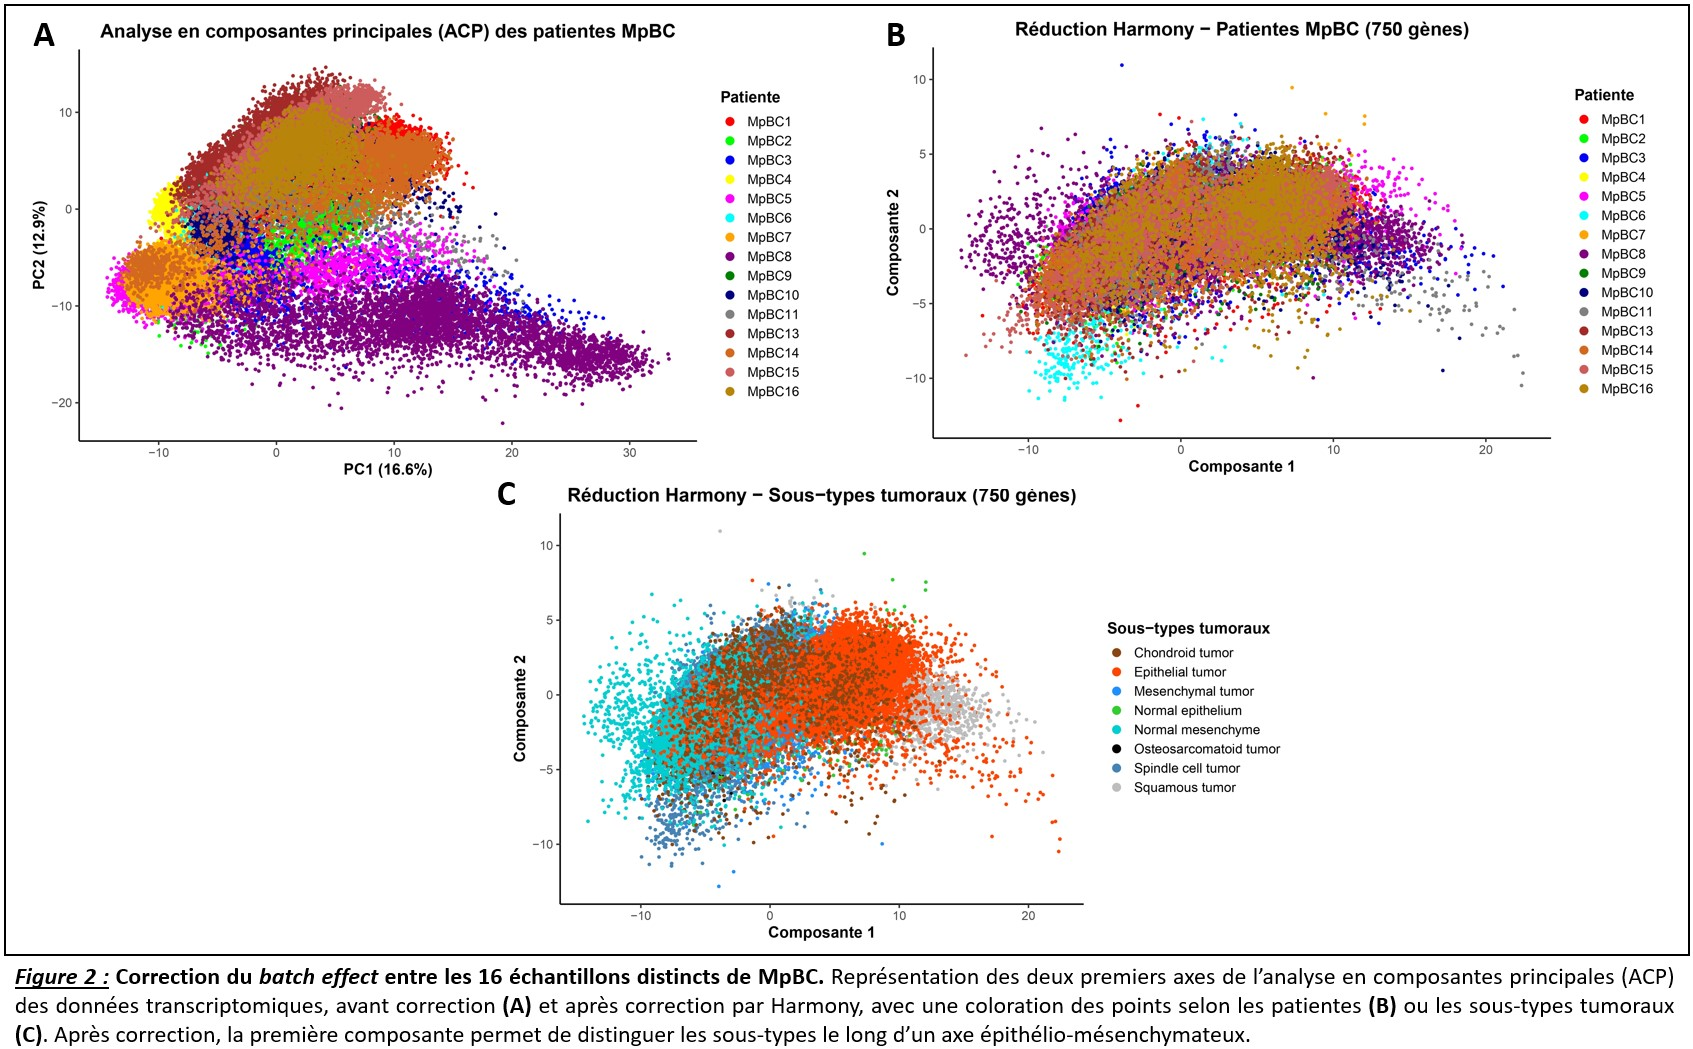 A
Analyse en composantes principales (ACP) des patientes MpBC
10
0
−10
−20
PC2 (12.9%)
−10
0
10
20
30
PC1 (16.6%)
Patiente
MpBC1
MpBC2
MpBC3
MpBC4
MpBC5
MpBC6
MpBC7
MpBC8
MpBC9
MpBC10
MpBC11
MpBC13
MpBC14
MpBC15
MpBC16
B
Réduction Harmony − Patientes MpBC (750 gènes)
10
5
0
−5
−10
Composante 2
−10
0
10
20
Composante 1
Patiente
MpBC1
MpBC2
MpBC3
MpBC4
MpBC5
MpBC6
MpBC7
MpBC8
MpBC9
MpBC10
MpBC11
MpBC13
MpBC14
MpBC15
MpBC16
C
Réduction Harmony − Sous−types tumoraux (750 gènes)
10
5
0
−5
−10
Composante 2
−10
0
10
20
Composante 1
Sous−types tumoraux
Chondroid tumor
Epithelial tumor
Mesenchymal tumor
Normal epithelium
Normal mesenchyme
Osteosarcomatoid tumor
Spindle cell tumor
Squamous tumor
Figure 2 : Correction du batch effect entre les 16 échantillons distincts de MpBC. Représentation des deux premiers axes de l’analyse en composantes principales (ACP)
des données transcriptomiques, avant correction (A) et après correction par Harmony, avec une coloration des points selon les patientes (B) ou les sous-types tumoraux
(C). Après correction, la première composante permet de distinguer les sous-types le long d’un axe épithélio-mésenchymateux.